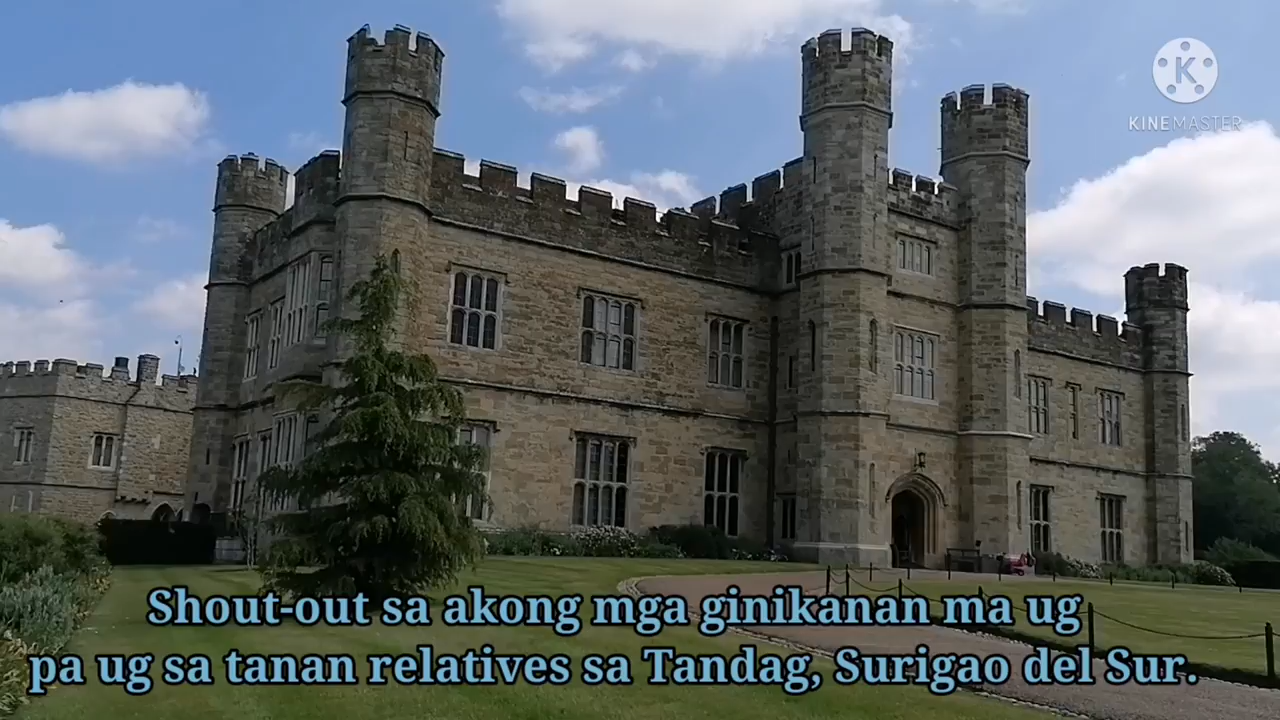 K
KINEMASTER
Shout-out sa akong mga ginikanan ma ug
pa ug sa tanan relatives sa Tandag, Surigao del Sur.